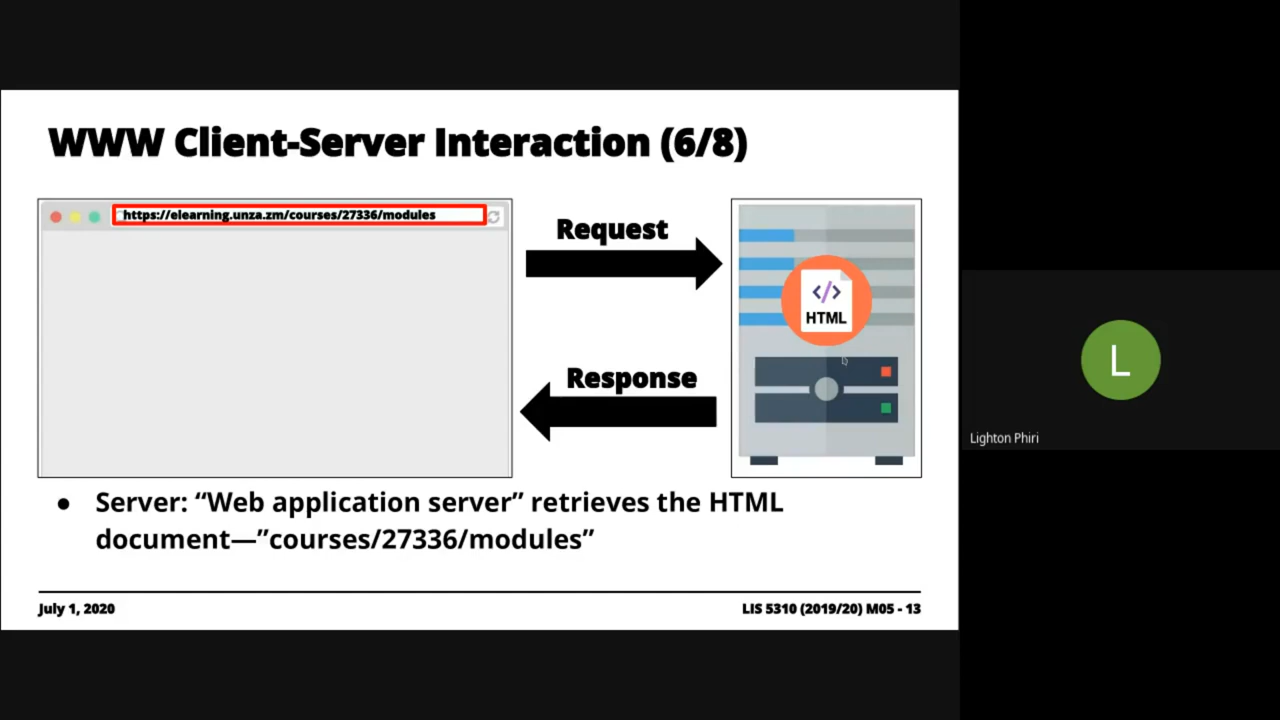 WWW Client-Server Interaction (6/8)
https://elearning.unza.zm/courses/27336/modules
Request
</>
HTML
Response
● Server: “Web application server” retrieves the HTML
document—”courses/27336/modules”
July 1, 2020
LIS 5310 (2019/20) M05 - 13
L
Lighton Phiri